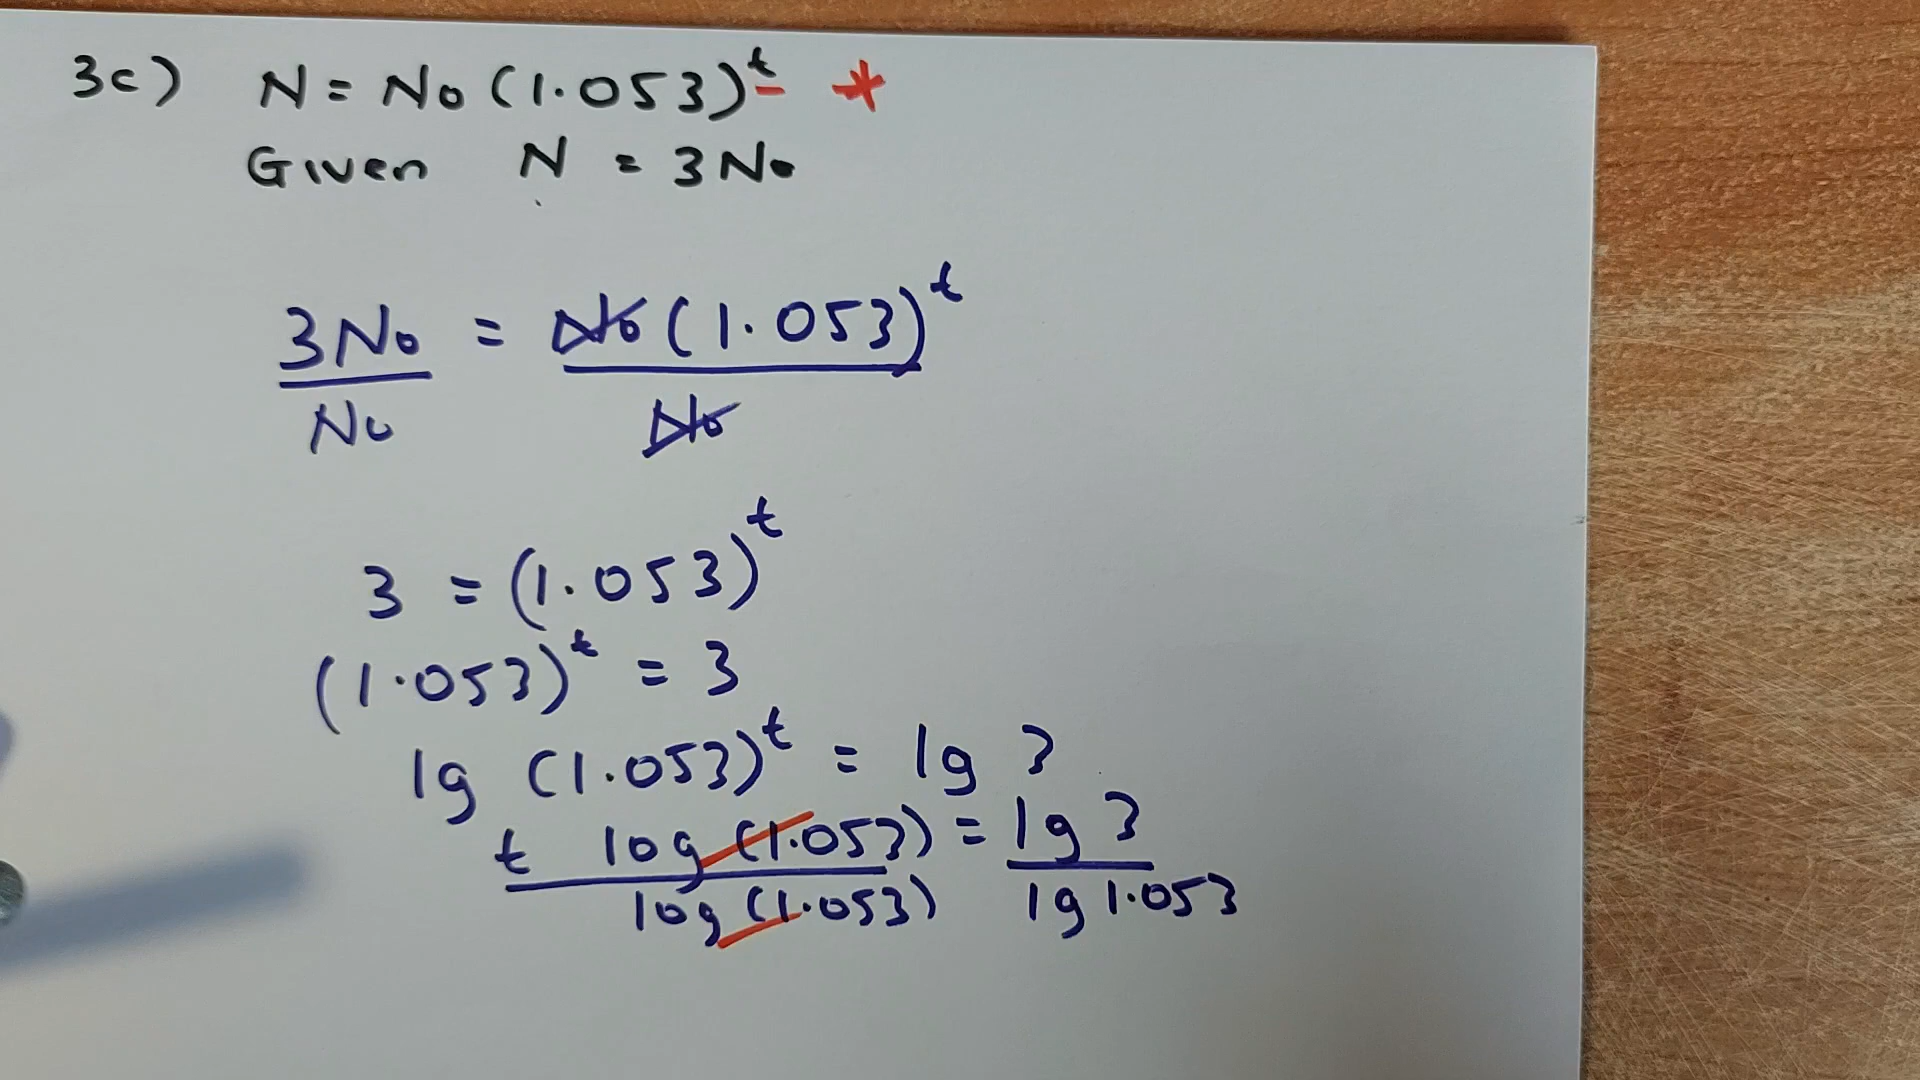 3c) N = No (1.053)^t *
Given N = 3No
3No/No = No(1.053)^t/No
3 = (1.053)^t
(1.053)^t = 3
lg (1.053)^t = lg 3
t log (1.053)/log (1.053) = lg 3/lg 1.053